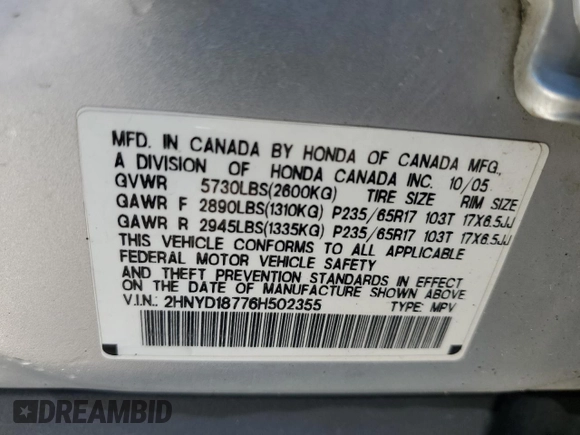 MFD. IN CANADA BY HONDA OF CANADA MFG.,
A DIVISION OF HONDA CANADA INC. 10/05
GVWR 5730LBS(2600KG) TIRE SIZE RIM SIZE
GAWR F 2890LBS(1310KG) P235/65R17 103T 17X6.5JJ
GAWR R 2945LBS(1335KG) P235/65R17 103T 17X6.5JJ
THIS VEHICLE CONFORMS TO ALL APPLICABLE
FEDERAL MOTOR VEHICLE SAFETY
AND THEFT PREVENTION STANDARDS IN EFFECT
ON THE DATE OF MANUFACTURE SHOWN ABOVE.
V.I.N.: 2HNYD18776H502355 TYPE: MPV
DREAMBID